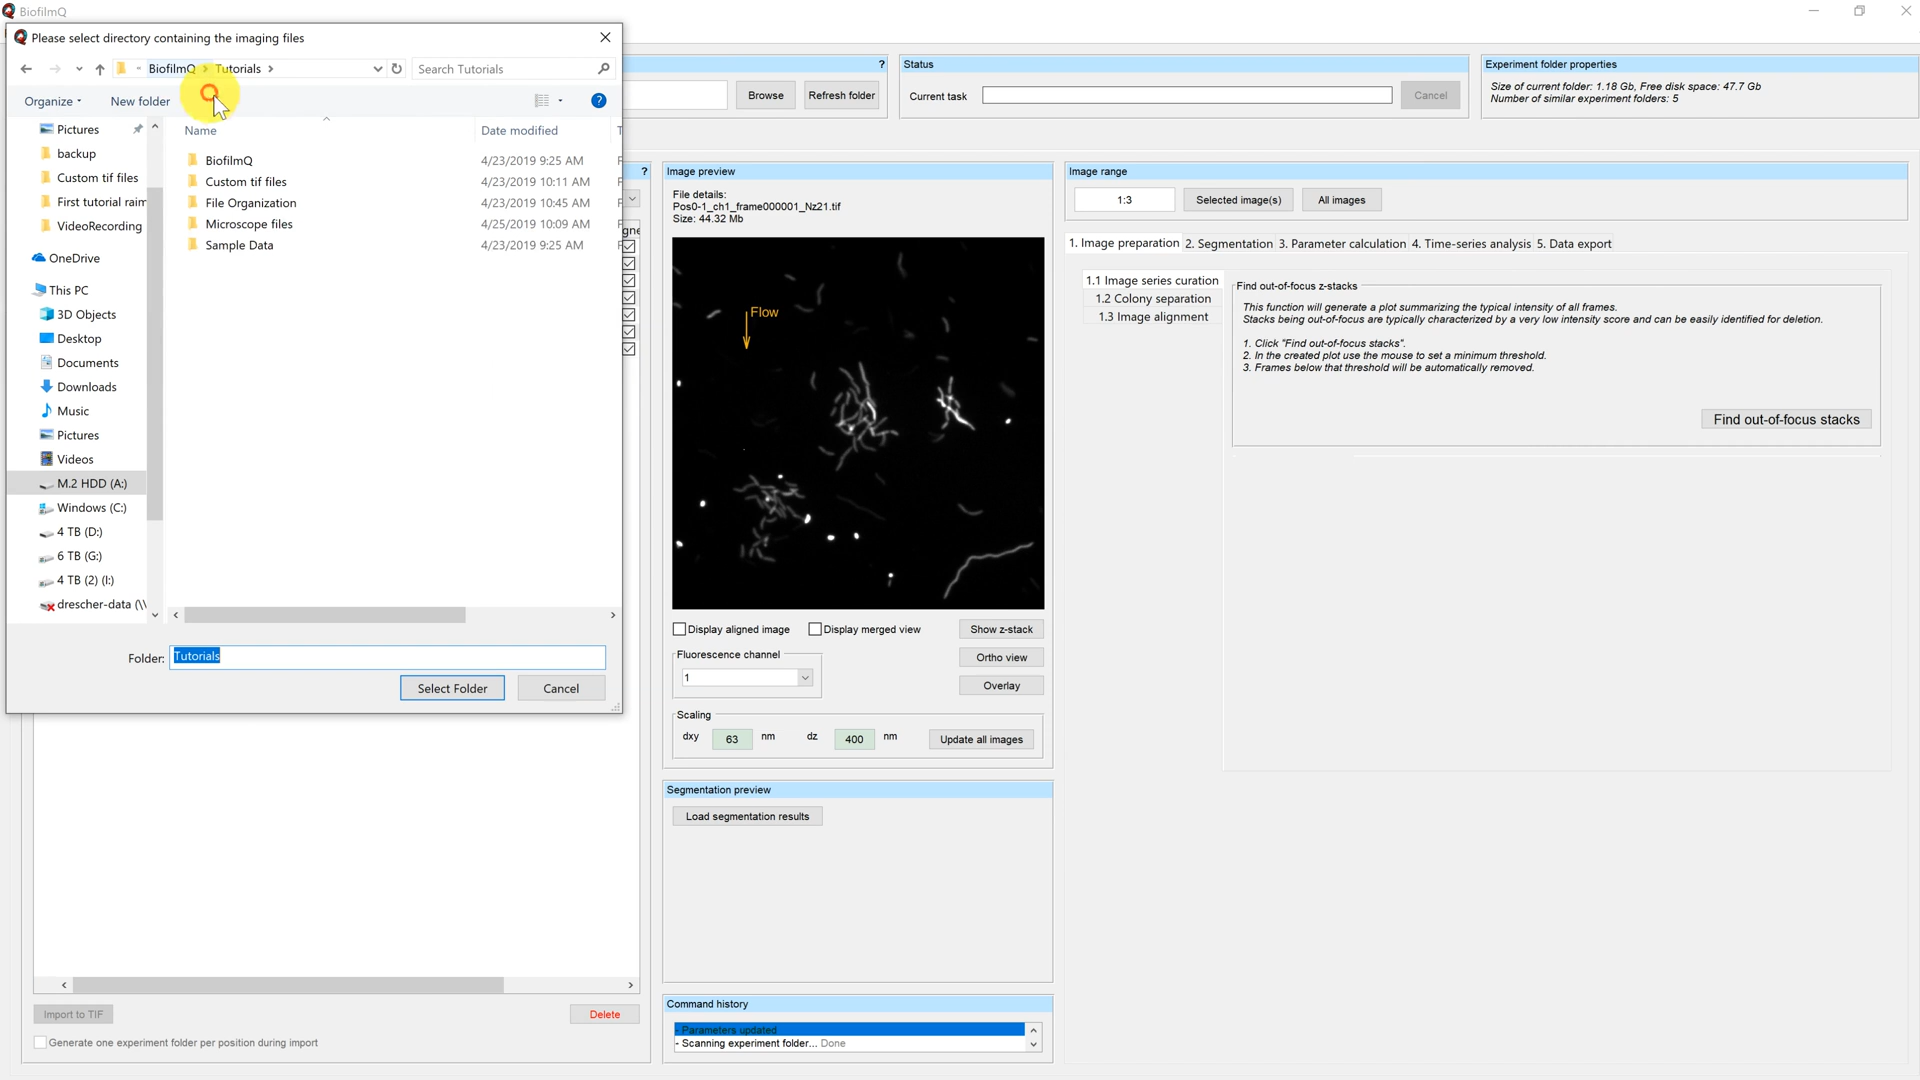 BiofilmQ
Please select directory containing the imaging files
BiofilmQ > Tutorials >
Search Tutorials
Organize
New folder
?
Name
Date modified
Pictures
backup
Custom tif files
First tutorial raim
VideoRecording
OneDrive
This PC
3D Objects
Desktop
Documents
Downloads
Music
Pictures
Videos
M.2 HDD (A:)
Windows (C:)
4 TB (D:)
6 TB (G:)
4 TB (2) (I:)
drescher-data (\\
BiofilmQ 4/23/2019 9:25 AM
Custom tif files 4/23/2019 10:11 AM
File Organization 4/23/2019 10:45 AM
Microscope files 4/25/2019 10:09 AM
Sample Data 4/23/2019 9:25 AM
Folder: Tutorials
Select Folder
Cancel
?
Browse
Refresh folder
Status
Current task
Cancel
Experiment folder properties
Size of current folder: 1.18 Gb, Free disk space: 47.7 Gb
Number of similar experiment folders: 5
?
gne
Image preview
File details:
Pos0-1_ch1_frame000001_Nz21.tif
Size: 44.32 Mb
Flow
Display aligned image
Display merged view
Show z-stack
Fluorescence channel
1
Ortho view
Overlay
Scaling
dxy 63 nm dz 400 nm
Update all images
Segmentation preview
Load segmentation results
Command history
- Parameters updated
- Scanning experiment folder... Done
Image range
1:3
Selected image(s)
All images
1. Image preparation 2. Segmentation 3. Parameter calculation 4. Time-series analysis 5. Data export
1.1 Image series curation
1.2 Colony separation
1.3 Image alignment
Find out-of-focus z-stacks
This function will generate a plot summarizing the typical intensity of all frames.
Stacks being out-of-focus are typically characterized by a very low intensity score and can be easily identified for deletion.
1. Click "Find out-of-focus stacks".
2. In the created plot use the mouse to set a minimum threshold.
3. Frames below that threshold will be automatically removed.
Find out-of-focus stacks
Import to TIF
Delete
Generate one experiment folder per position during import